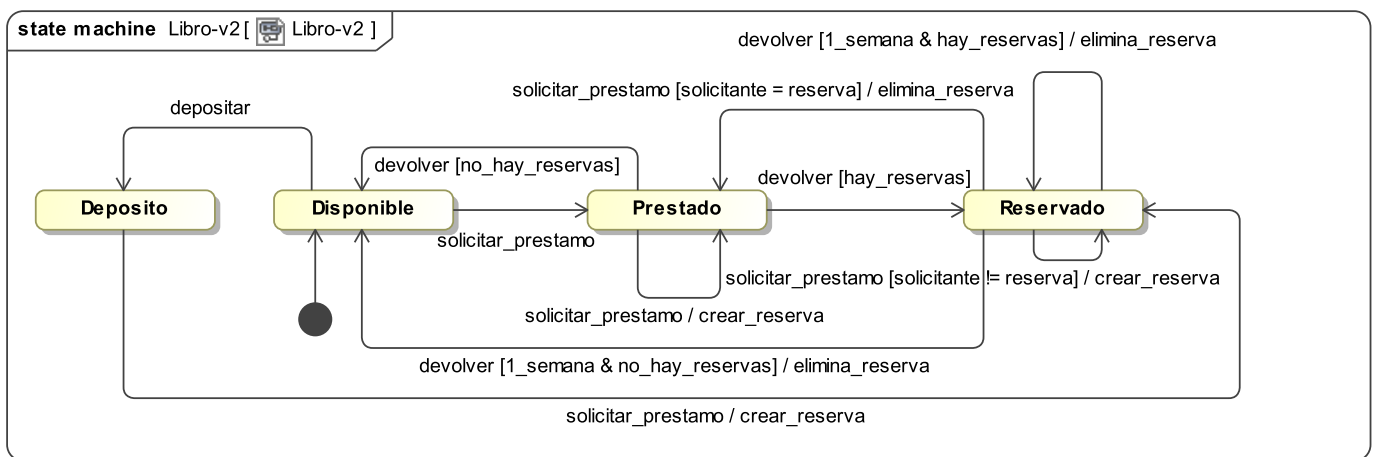 state machine Libro-v2 [ Libro-v2 ]
devolver [1_semana & hay_reservas] / elimina_reserva
solicitar_prestamo [solicitante = reserva] / elimina_reserva
depositar
devolver [no_hay_reservas]
devolver [hay_reservas]
Deposito
Disponible
Prestado
Reservado
solicitar_prestamo
solicitar_prestamo [solicitante != reserva] / crear_reserva
solicitar_prestamo / crear_reserva
devolver [1_semana & no_hay_reservas] / elimina_reserva
solicitar_prestamo / crear_reserva